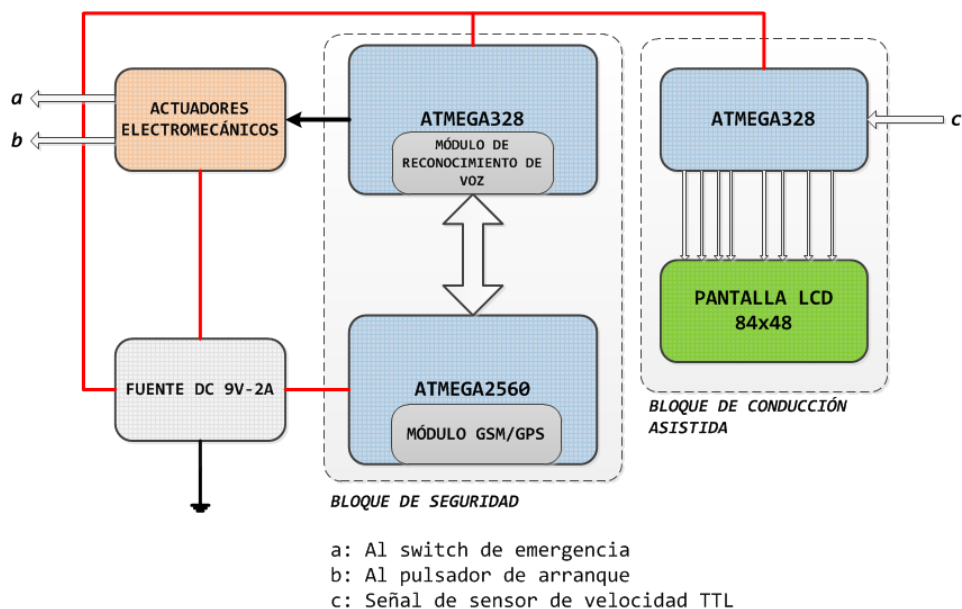 a
b
ACTUADORES
ELECTROMECÁNICOS
ATMEGA328
MÓDULO DE
RECONOCIMIENTO DE
VOZ
ATMEGA328
c
PANTALLA LCD
84x48
FUENTE DC 9V-2A
ATMEGA2560
MÓDULO GSM/GPS
BLOQUE DE CONDUCCIÓN
ASISTIDA
BLOQUE DE SEGURIDAD
a: Al switch de emergencia
b: Al pulsador de arranque
c: Señal de sensor de velocidad TTL